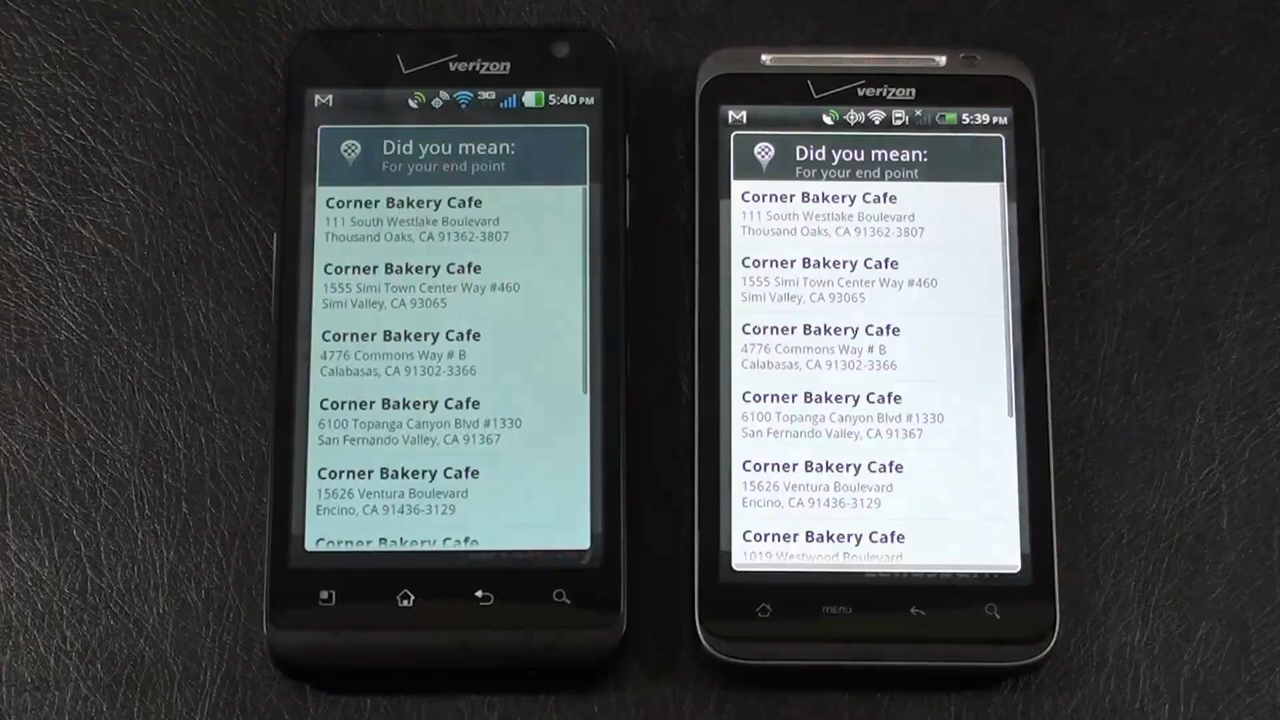 verizon
3G 5:40 PM
Did you mean:
For your end point
Corner Bakery Cafe
111 South Westlake Boulevard
Thousand Oaks, CA 91362-3807
Corner Bakery Cafe
1555 Simi Town Center Way #460
Simi Valley, CA 93065
Corner Bakery Cafe
4776 Commons Way # B
Calabasas, CA 91302-3366
Corner Bakery Cafe
6100 Topanga Canyon Blvd #1330
San Fernando Valley, CA 91367
Corner Bakery Cafe
15626 Ventura Boulevard
Encino, CA 91436-3129
Corner Bakery Cafe
verizon
5:39 PM
Did you mean:
For your end point
Corner Bakery Cafe
111 South Westlake Boulevard
Thousand Oaks, CA 91362-3807
Corner Bakery Cafe
1555 Simi Town Center Way #460
Simi Valley, CA 93065
Corner Bakery Cafe
4776 Commons Way # B
Calabasas, CA 91302-3366
Corner Bakery Cafe
6100 Topanga Canyon Blvd #1330
San Fernando Valley, CA 91367
Corner Bakery Cafe
15626 Ventura Boulevard
Encino, CA 91436-3129
Corner Bakery Cafe
1019 Westwood Boulevard
MENU